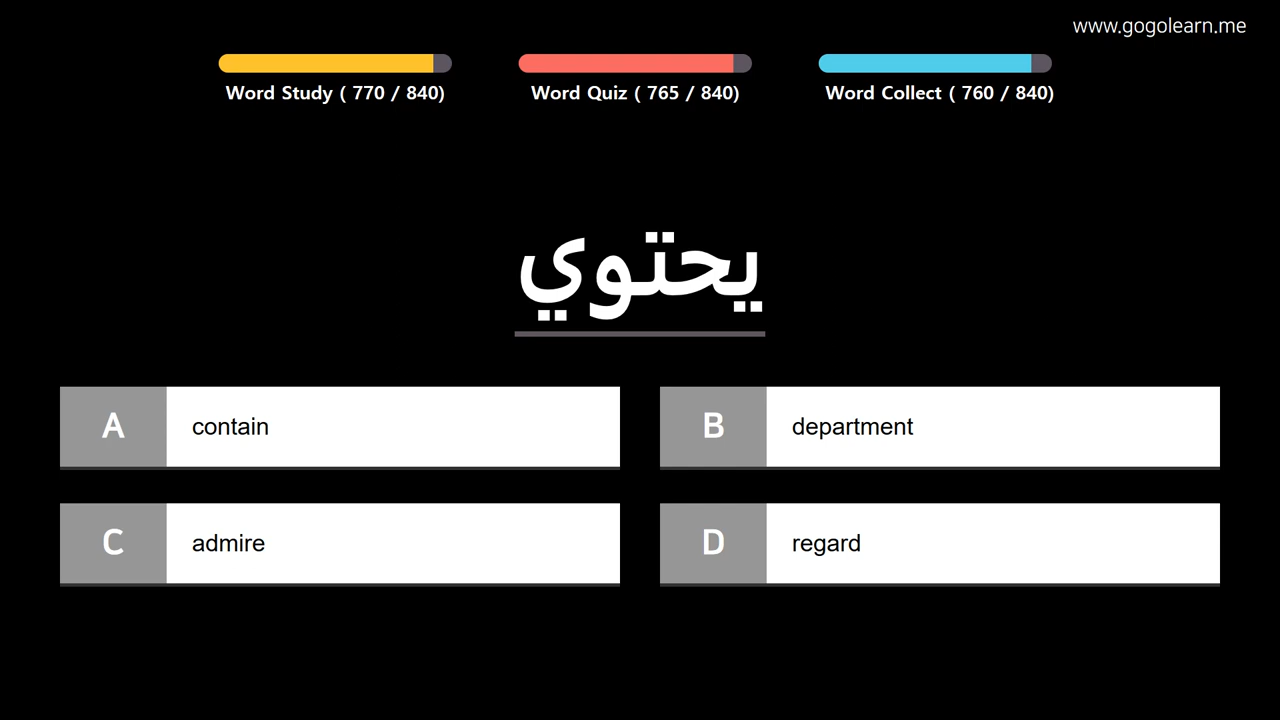 www.gogolearn.me
Word Study ( 770 / 840)
Word Quiz ( 765 / 840)
Word Collect ( 760 / 840)
يحتوي
A contain
B department
C admire
D regard